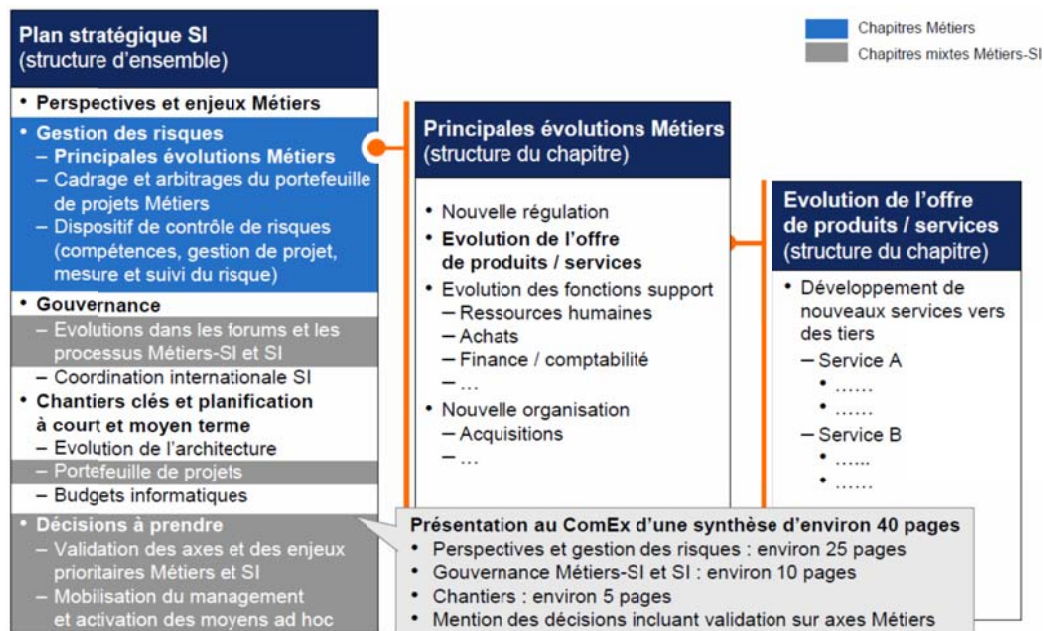 Plan stratégique SI
(structure d'ensemble)
• Perspectives et enjeux Métiers
• Gestion des risques
– Principales évolutions Métiers
– Cadrage et arbitrages du portefeuille
de projets Métiers
– Dispositif de contrôle de risques
(compétences, gestion de projet,
mesure et suivi du risque)
• Gouvernance
– Evolutions dans les forums et les
processus Métiers-SI et SI
– Coordination internationale SI
• Chantiers clés et planification
à court et moyen terme
– Evolution de l'architecture
– Portefeuille de projets
– Budgets informatiques
• Décisions à prendre
– Validation des axes et des enjeux
prioritaires Métiers et SI
– Mobilisation du management
et activation des moyens ad hoc
Chapitres Métiers
Chapitres mixtes Métiers-SI
Principales évolutions Métiers
(structure du chapitre)
• Nouvelle régulation
• Evolution de l'offre
de produits / services
• Evolution des fonctions support
– Ressources humaines
– Achats
– Finance / comptabilité
– ...
• Nouvelle organisation
– Acquisitions
– ...
Evolution de l'offre
de produits / services
(structure du chapitre)
• Développement de
nouveaux services vers
des tiers
– Service A
• ......
• ......
– Service B
• ......
• ......
Présentation au ComEx d'une synthèse d'environ 40 pages
• Perspectives et gestion des risques : environ 25 pages
• Gouvernance Métiers-SI et SI : environ 10 pages
• Chantiers : environ 5 pages
• Mention des décisions incluant validation sur axes Métiers